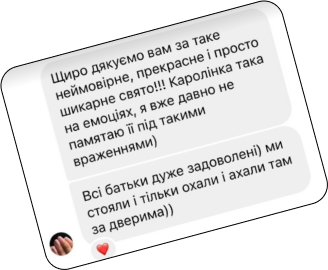 Щиро дякуємо вам за таке
неймовірне, прекрасне і просто
шикарне свято!!! Каролінка така
на емоціях, я вже давно не
памятаю її під такими
враженнями)
Всі батьки дуже задоволені) ми
стояли і тільки охали і ахали там
за дверима))